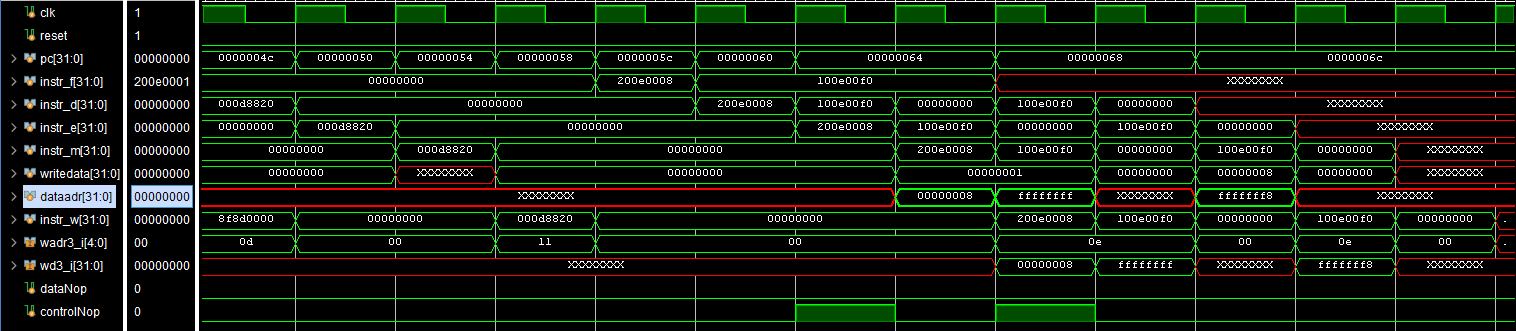 clk 1
reset 1
pc[31:0] 00000000 0000004c 00000050 00000054 00000058 0000005c 00000060 00000064 00000068 0000006c
instr_f[31:0] 200e0001 00000000 200e0008 100e00f0 XXXXXXXX
instr_d[31:0] 00000000 000d8820 00000000 200e0008 100e00f0 00000000 100e00f0 00000000 XXXXXXXX
instr_e[31:0] 00000000 00000000 000d8820 00000000 200e0008 100e00f0 00000000 100e00f0 00000000 XXXXXXXX
instr_m[31:0] 00000000 00000000 000d8820 00000000 200e0008 100e00f0 00000000 100e00f0 00000000 XXXXXXXX
writedata[31:0] 00000000 00000000 XXXXXXXX 00000000 00000001 00000000 00000008 00000000 XXXXXXXX
dataadr[31:0] 00000000 XXXXXXXX 00000008 ffffffff XXXXXXXX fffffff8 XXXXXXXX
instr_w[31:0] 00000000 8f8d0000 00000000 000d8820 00000000 200e0008 100e00f0 00000000 100e00f0 00000000 .
wadr3_i[4:0] 00 0d 00 11 00 0e 00 0e 00 .
wd3_i[31:0] 00000000 XXXXXXXX 00000008 ffffffff XXXXXXXX fffffff8 XXXXXXXX
dataNop 0
controlNop 0